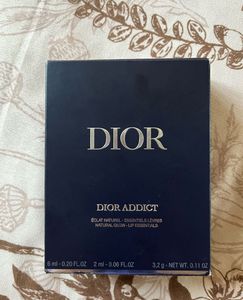 DIOR
DIOR ADDICT
ÉCLAT NATUREL - ESSENTIELS LÈVRES
NATURAL GLOW - LIP ESSENTIALS
6 ml - 0.20 FL.OZ 2 ml - 0.06 FL.OZ 3,2 g - NET WT. 0.11 OZ